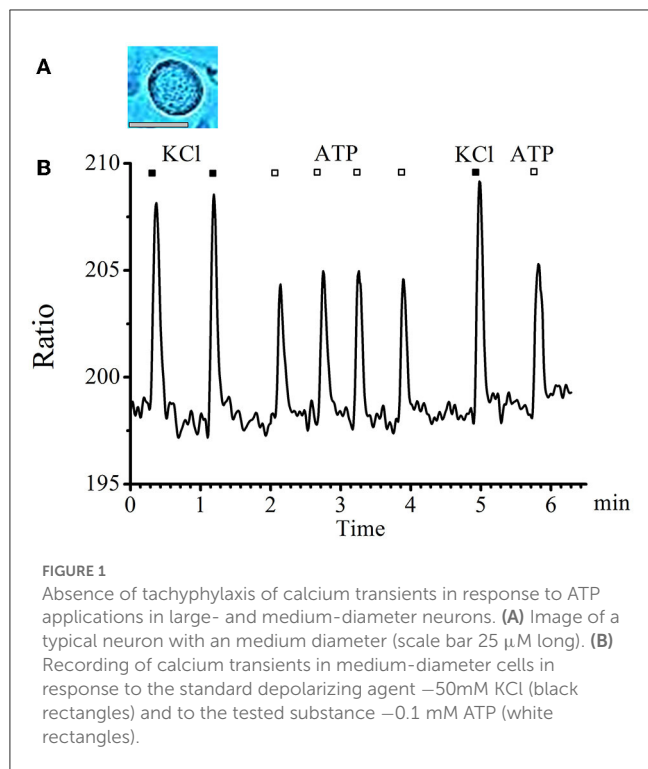 A
B
KCl ATP KCl ATP
210
205
200
195
Ratio
0 1 2 3 4 5 6 min
Time
FIGURE 1
Absence of tachyphylaxis of calcium transients in response to ATP
applications in large- and medium-diameter neurons. (A) Image of a
typical neuron with an medium diameter (scale bar 25 μM long). (B)
Recording of calcium transients in medium-diameter cells in
response to the standard depolarizing agent −50mM KCl (black
rectangles) and to the tested substance −0.1 mM ATP (white
rectangles).